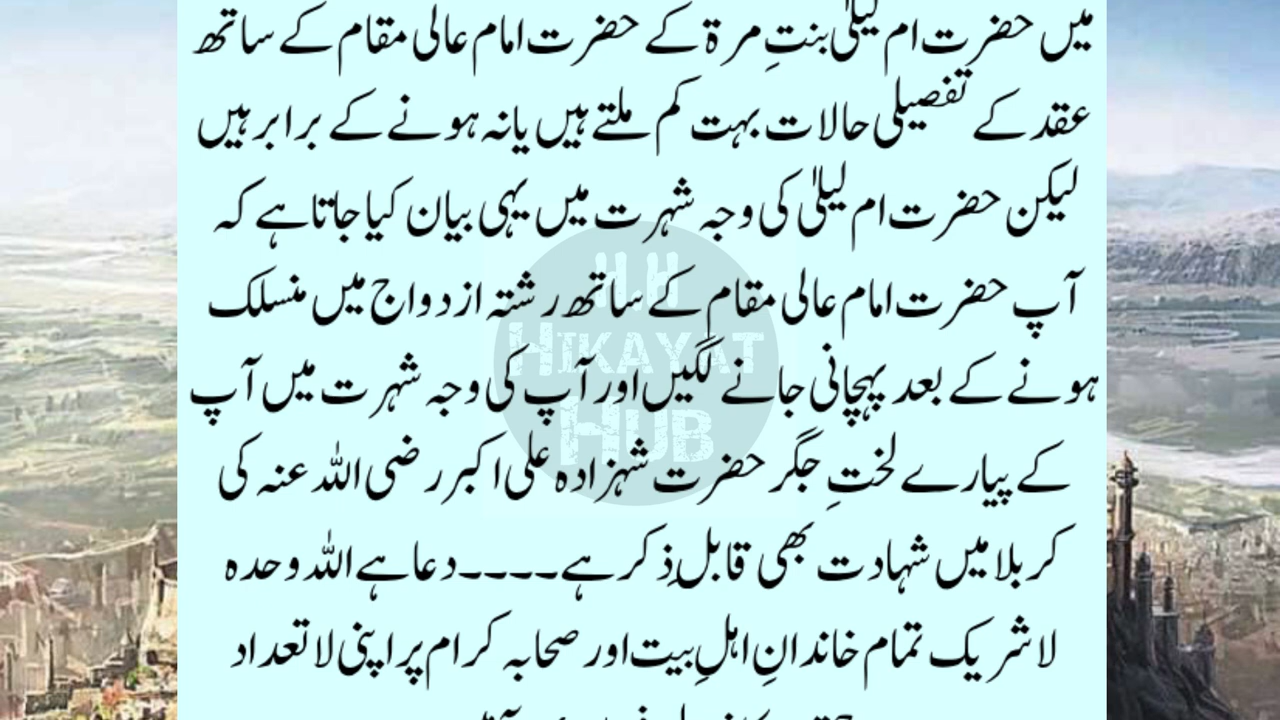 میں حضرت ام لیلیٰ بنتِ مرۃ کے حضرت امام عالی مقام کے ساتھ
عقد کے تفصیلی حالات بہت کم ملتے ہیں یا نہ ہونے کے برابر ہیں
لیکن حضرت ام لیلیٰ کی وجہ شہرت میں یہی بیان کیا جاتا ہے کہ
آپ حضرت امام عالی مقام کے ساتھ رشتہ ازدواج میں منسلک
ہونے کے بعد پہچانی جانے لگیں اور آپ کی وجہ شہرت میں آپ
کے پیارے لختِ جگر حضرت شہزادہ علی اکبر رضی اللہ عنہ کی
کربلا میں شہادت بھی قابلِ ذکر ہے۔۔۔۔ دعا ہے اللہ وحدہ
لا شریک تمام خاندانِ اہلِ بیت اور صحابہ کرام پر اپنی لاتعداد
H.H
HIKAYAT
HUB